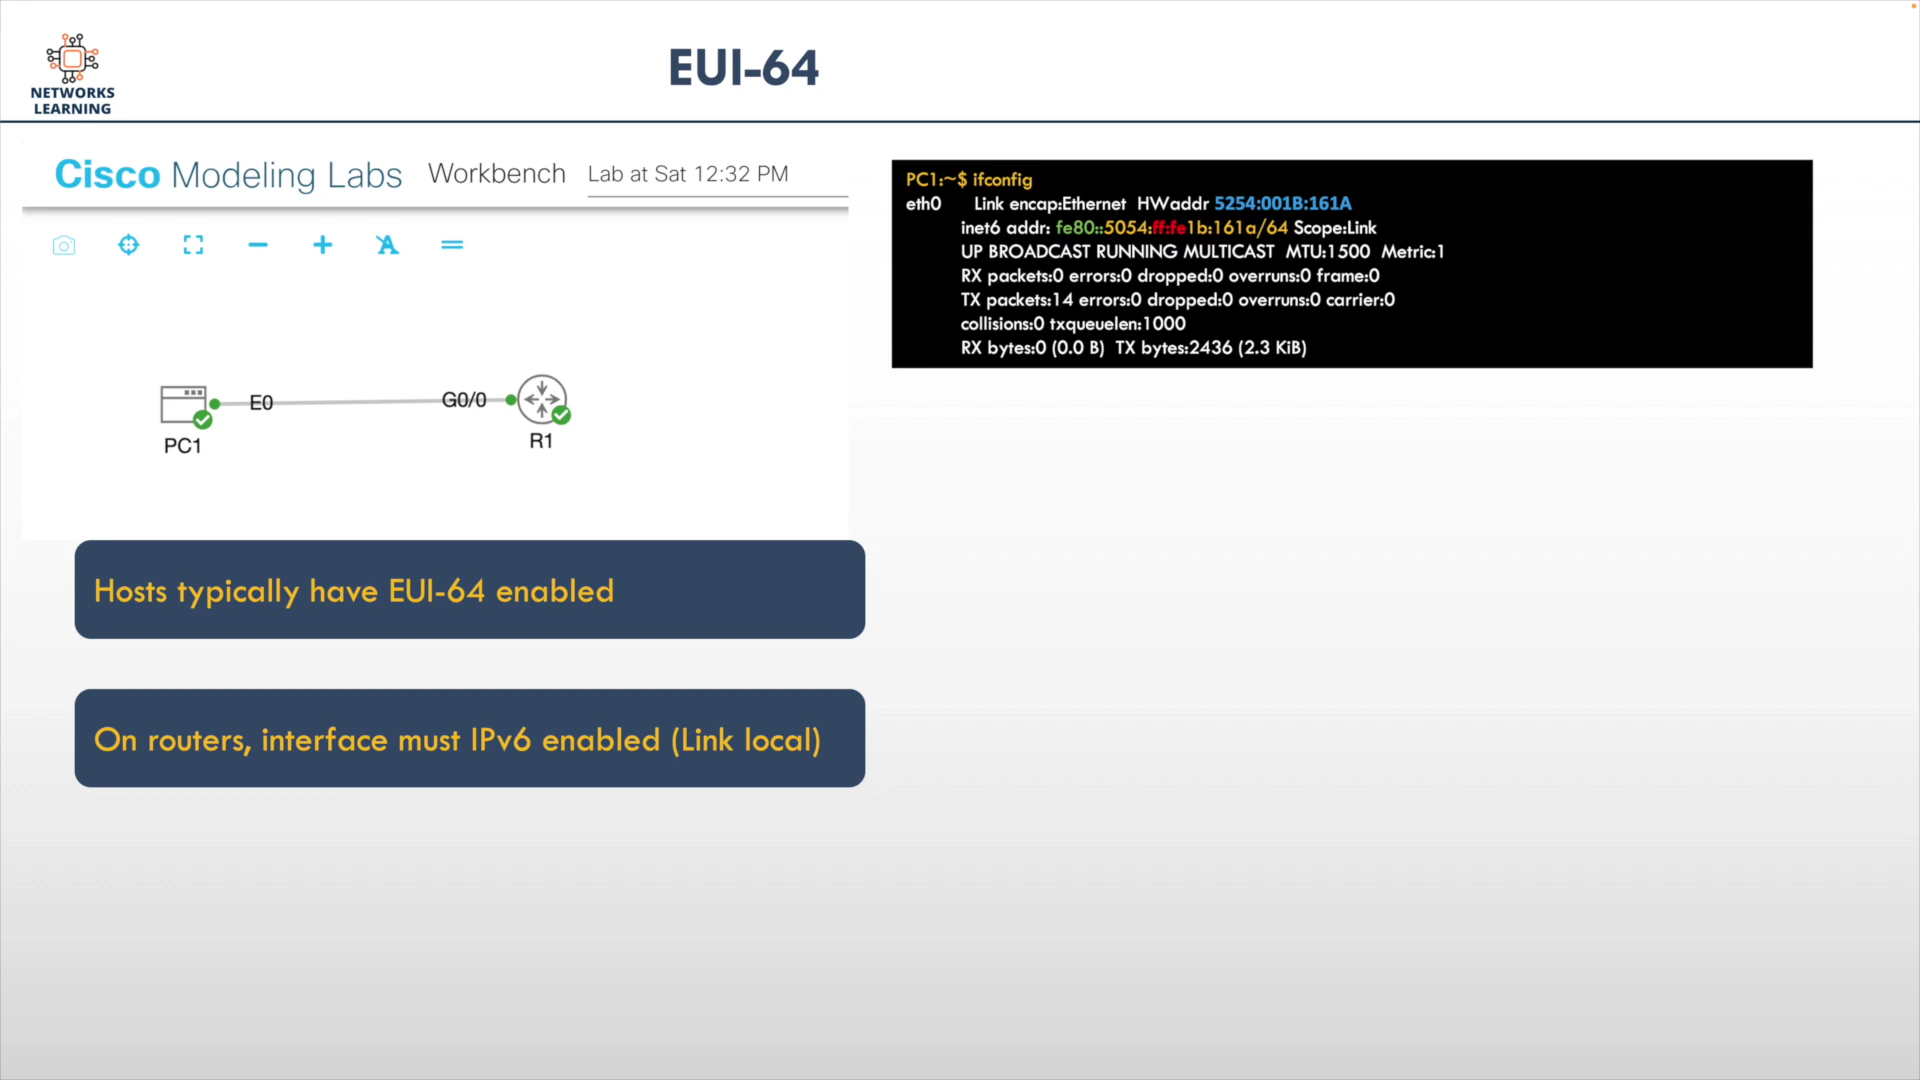 NETWORKS
LEARNING
EUI-64
Cisco Modeling Labs Workbench Lab at Sat 12:32 PM
E0
G0/0
PC1
R1
PC1:~$ ifconfig
eth0 Link encap:Ethernet HWaddr 5254:001B:161A
inet6 addr: fe80::5054:ff:fe1b:161a/64 Scope:Link
UP BROADCAST RUNNING MULTICAST MTU:1500 Metric:1
RX packets:0 errors:0 dropped:0 overruns:0 frame:0
TX packets:14 errors:0 dropped:0 overruns:0 carrier:0
collisions:0 txqueuelen:1000
RX bytes:0 (0.0 B) TX bytes:2436 (2.3 KiB)
Hosts typically have EUI-64 enabled
On routers, interface must IPv6 enabled (Link local)